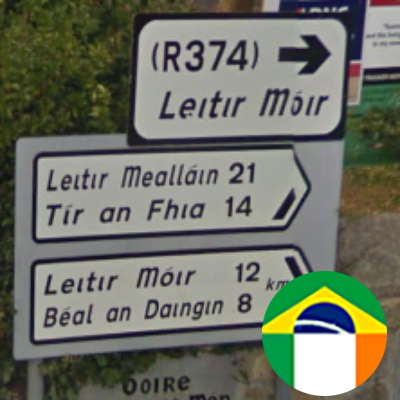 (R374)
Leitir Móir
Leitir Mealláin 21
Tír an Fhia 14
Leitir Móir 12 km
Béal an Daingin 8
DOIRE